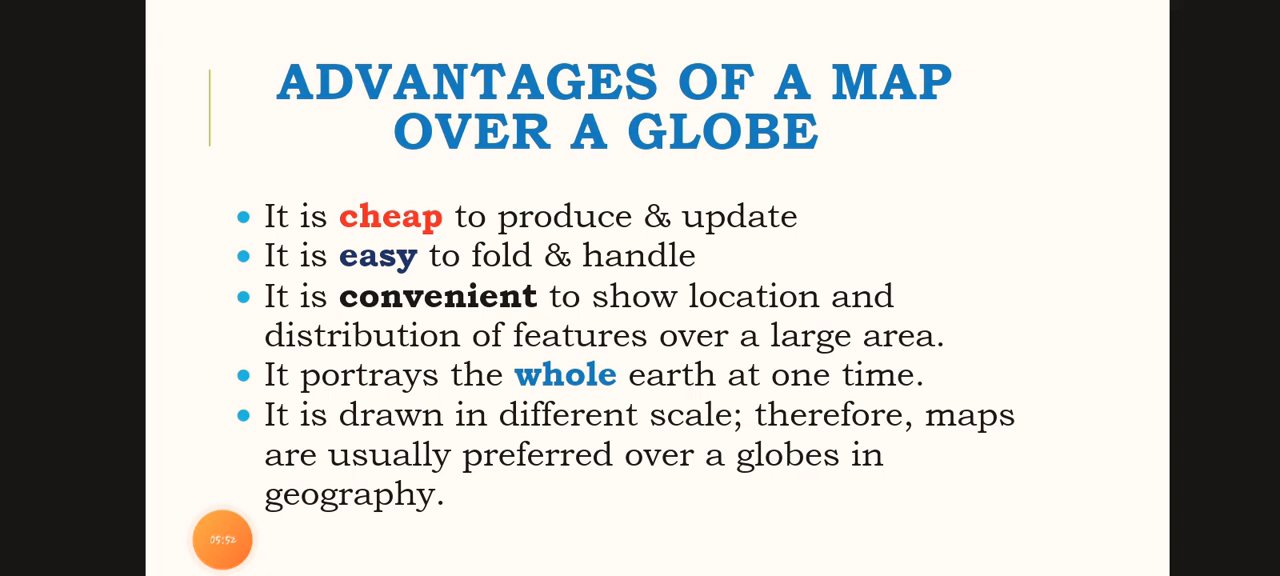 ADVANTAGES OF A MAP
OVER A GLOBE
• It is cheap to produce & update
• It is easy to fold & handle
• It is convenient to show location and
distribution of features over a large area.
• It portrays the whole earth at one time.
• It is drawn in different scale; therefore, maps
are usually preferred over a globes in
geography.
05:52